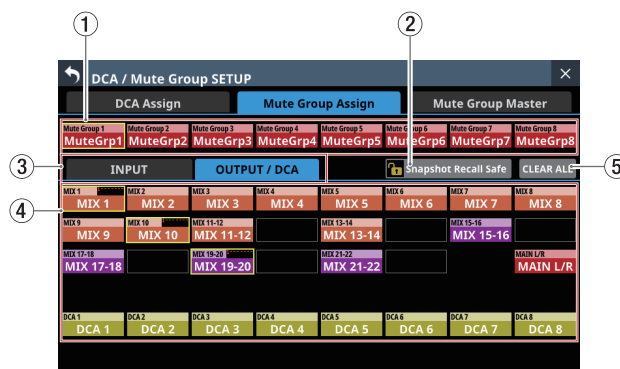 ① ②
DCA / Mute Group SETUP ×
DCA Assign Mute Group Assign Mute Group Master
Mute Group 1 Mute Group 2 Mute Group 3 Mute Group 4 Mute Group 5 Mute Group 6 Mute Group 7 Mute Group 8
MuteGrp1 MuteGrp2 MuteGrp3 MuteGrp4 MuteGrp5 MuteGrp6 MuteGrp7 MuteGrp8
③ INPUT OUTPUT / DCA Snapshot Recall Safe CLEAR ALL ⑤
④
MIX 1 MIX 2 MIX 3 MIX 4 MIX 5 MIX 6 MIX 7 MIX 8
MIX 1 MIX 2 MIX 3 MIX 4 MIX 5 MIX 6 MIX 7 MIX 8
MIX 9 MIX 10 MIX 11-12 MIX 13-14 MIX 15-16
MIX 9 MIX 10 MIX 11-12 MIX 13-14 MIX 15-16
MIX 17-18 MIX 19-20 MIX 21-22 MAIN L/R
MIX 17-18 MIX 19-20 MIX 21-22 MAIN L/R
DCA 1 DCA 2 DCA 3 DCA 4 DCA 5 DCA 6 DCA 7 DCA 8
DCA 1 DCA 2 DCA 3 DCA 4 DCA 5 DCA 6 DCA 7 DCA 8